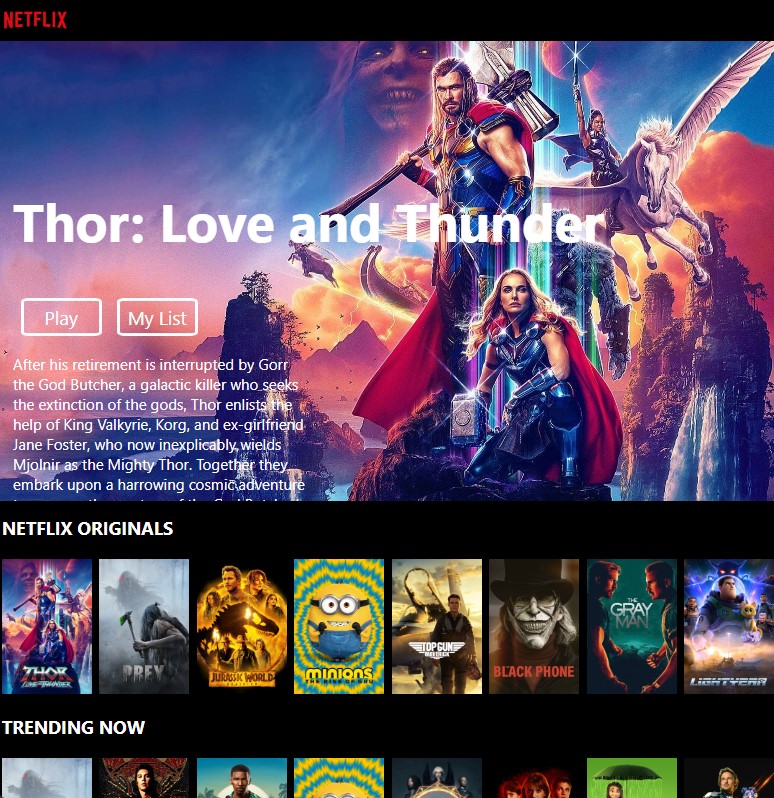 NETFLIX
Thor: Love and Thunder
Play
My List
After his retirement is interrupted by Gorr
the God Butcher, a galactic killer who seeks
the extinction of the gods, Thor enlists the
help of King Valkyrie, Korg, and ex-girlfriend
Jane Foster, who now inexplicably wields
Mjolnir as the Mighty Thor. Together they
embark upon a harrowing cosmic adventure
NETFLIX ORIGINALS
THOR
LOVE AND THUNDER
PREY
JURASSIC WORLD
minions
TOPGUN
MAVERICK
BLACK PHONE
THE
GRAY
MAN
LIGHTYEAR
TRENDING NOW